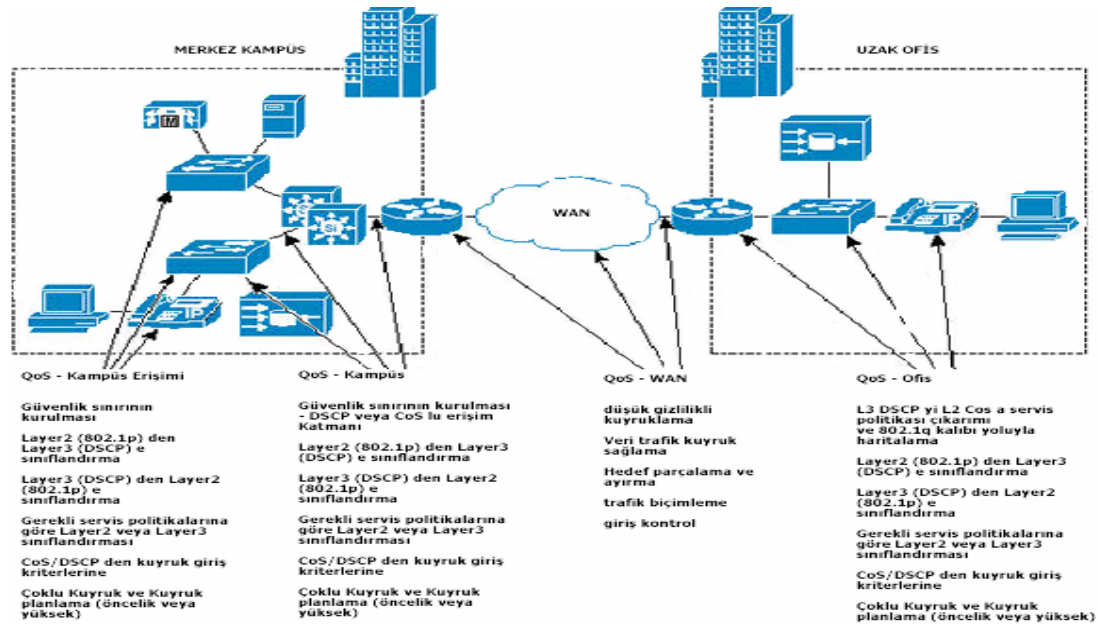 MERKEZ KAMPÜS
UZAK OFİS
M
Si
IP
WAN
IP
QoS - Kampüs Erişimi
Güvenlik sınırının
kurulması
Layer2 (802.1p) den
Layer3 (DSCP) e
sınıflandırma
Layer3 (DSCP) den Layer2
(802.1p) e
sınıflandırma
Gerekli servis politikalarına
göre Layer2 veya Layer3
sınıflandırması
CoS/DSCP den kuyruk giriş
kriterlerine
Çoklu Kuyruk ve Kuyruk
planlama (öncelik veya
yüksek)
QoS - Kampüs
Güvenlik sınırının kurulması
- DSCP veya CoS lu erişim
Katmanı
Layer2 (802.1p) den Layer3
(DSCP) e sınıflandırma
Layer3 (DSCP) den Layer2
(802.1p) e
sınıflandırma
Gerekli servis politikalarına
göre Layer2 veya Layer3
sınıflandırması
CoS/DSCP den kuyruk giriş
kriterlerine
Çoklu Kuyruk ve Kuyruk
planlama (öncelik veya
yüksek)
QoS - WAN
düşük gizlilikli
kuyruklama
Veri trafik kuyruk
sağlama
Hedef parçalama ve
ayırma
trafik biçimleme
giriş kontrol
QoS - Ofis
L3 DSCP yi L2 Cos a servis
politikası çıkarımı
ve 802.1q kalıbı yoluyla
haritalama
Layer2 (802.1p) den Layer3
(DSCP) e sınıflandırma
Layer3 (DSCP) den Layer2
(802.1p) e
sınıflandırma
Gerekli servis politikalarına
göre Layer2 veya Layer3
sınıflandırması
CoS/DSCP den kuyruk giriş
kriterlerine
Çoklu Kuyruk ve Kuyruk
planlama (öncelik veya yüksek)